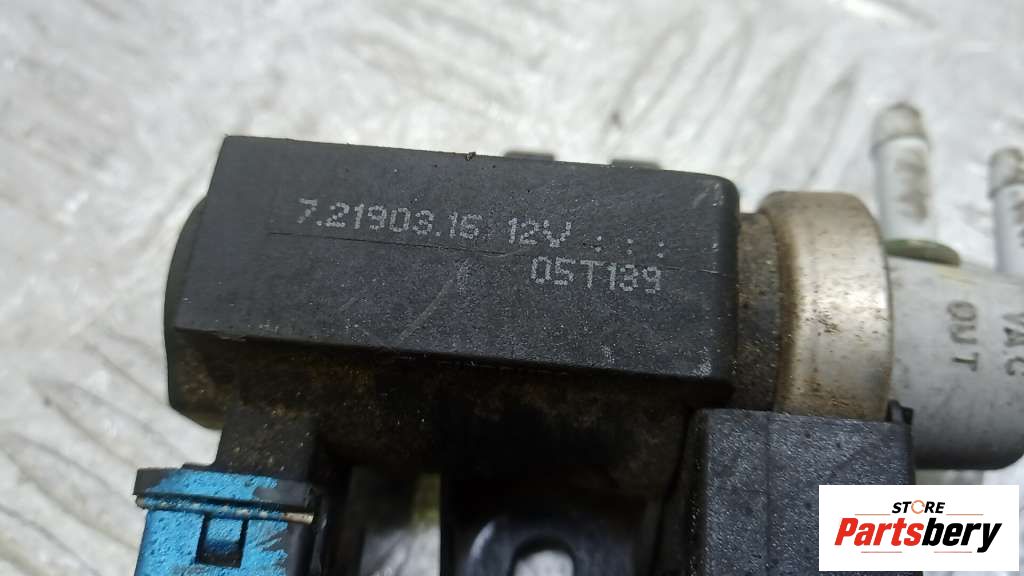 7.21903.16 12V
05T139
VAC
OUT
STORE
Partsbery